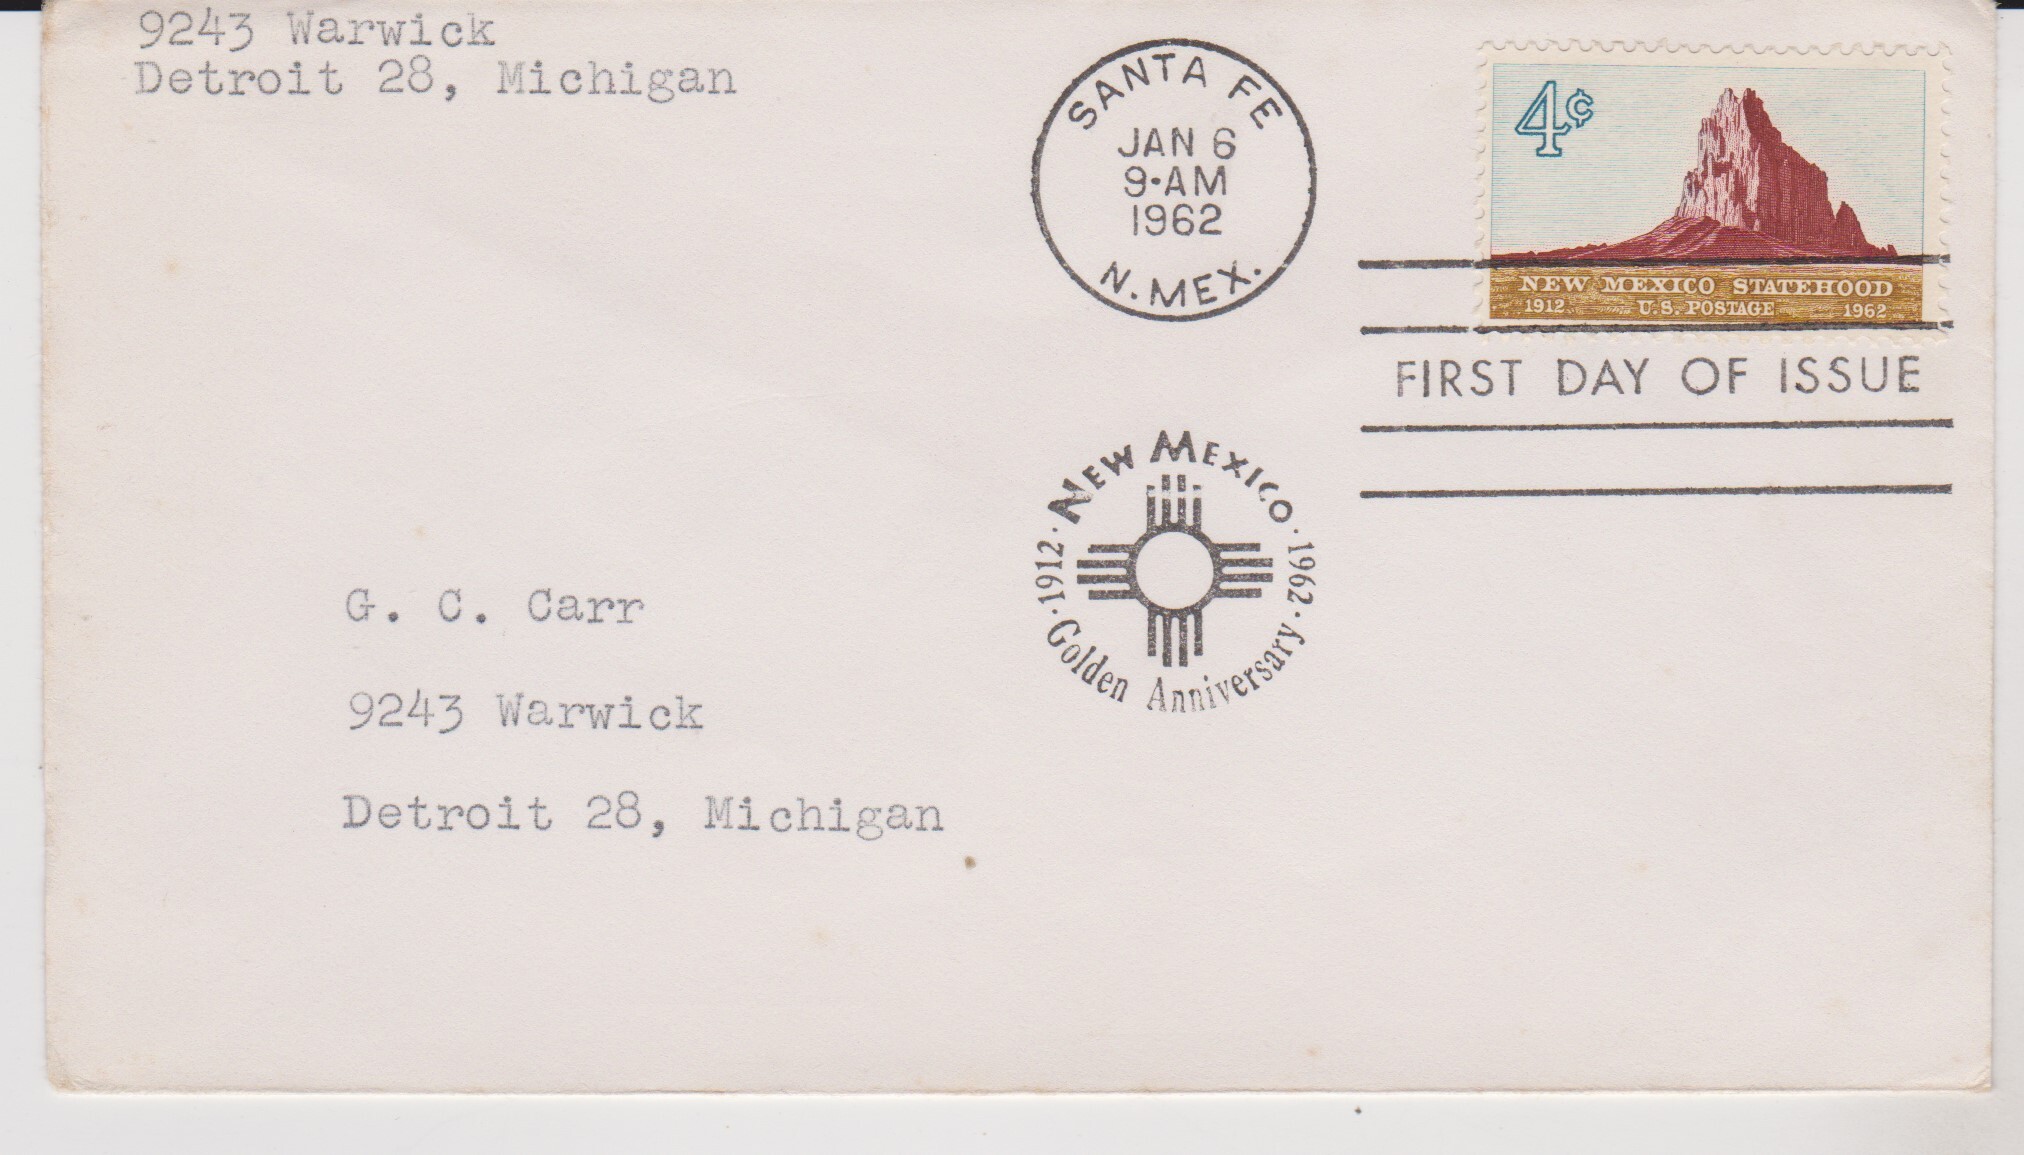 9243 Warwick
Detroit 28, Michigan
SANTA FE
JAN 6
9-AM
1962
N. MEX.
4¢
NEW MEXICO STATEHOOD
1912 U.S. POSTAGE 1962
FIRST DAY OF ISSUE
NEW MEXICO
· 1912 · · 1962 ·
Golden Anniversary
G. C. Carr
9243 Warwick
Detroit 28, Michigan